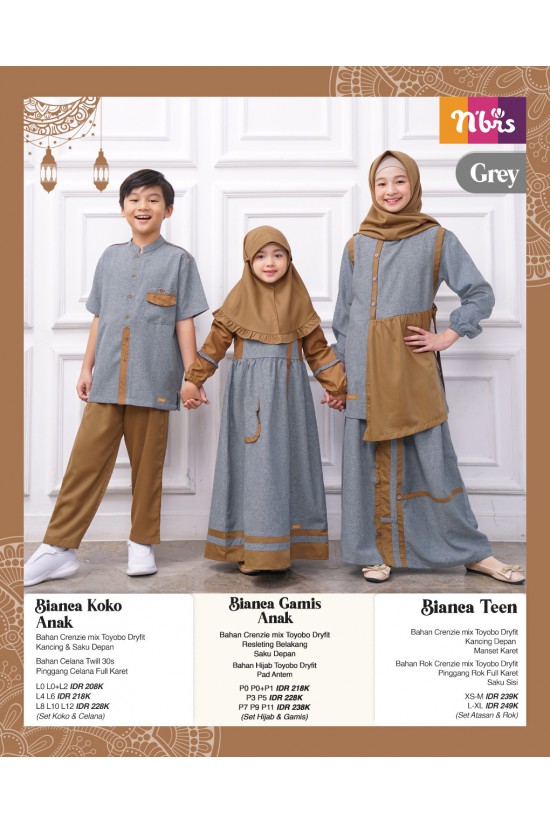 N'brs
Grey
Bianca Koko
Anak
Bahan Crenzie mix Toyobo Dryfit
Kancing & Saku Depan
Bahan Celana Twill 30s
Pinggang Celana Full Karet
L0 L0+L2 IDR 208K
L4 L6 IDR 218K
L8 L10 L12 IDR 228K
(Set Koko & Celana)
Bianca Gamis
Anak
Bahan Crenzie mix Toyobo Dryfit
Resleting Belakang
Saku Depan
Bahan Hijab Toyobo Dryfit
Pad Antem
P0 P0+P1 IDR 218K
P3 P5 IDR 228K
P7 P9 P11 IDR 238K
(Set Hijab & Gamis)
Bianca Teen
Bahan Crenzie mix Toyobo Dryfit
Kancing Depan
Manset Karet
Bahan Rok Crenzie mix Toyobo Dryfit
Pinggang Rok Full Karet
Saku Sisi
XS-M IDR 239K
L-XL IDR 249K
(Set Atasan & Rok)